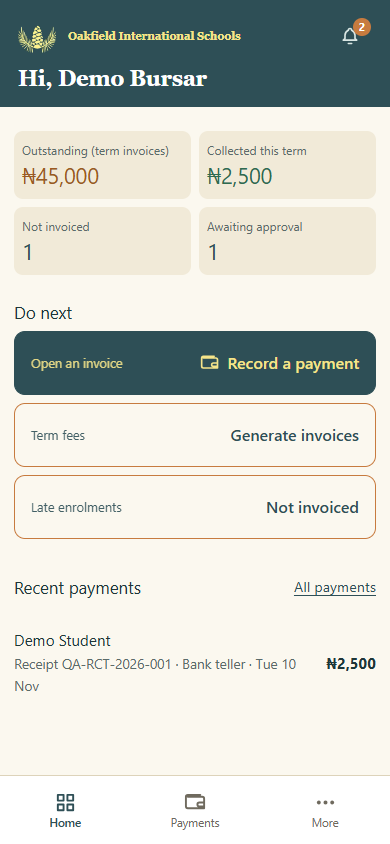 Oakfield International Schools
2
Hi, Demo Bursar
Outstanding (term invoices)
₦45,000
Collected this term
₦2,500
Not invoiced
1
Awaiting approval
1
Do next
Open an invoice
Record a payment
Term fees
Generate invoices
Late enrolments
Not invoiced
Recent payments
All payments
Demo Student
Receipt QA-RCT-2026-001 · Bank teller · Tue 10
Nov
₦2,500
Home
Payments
More